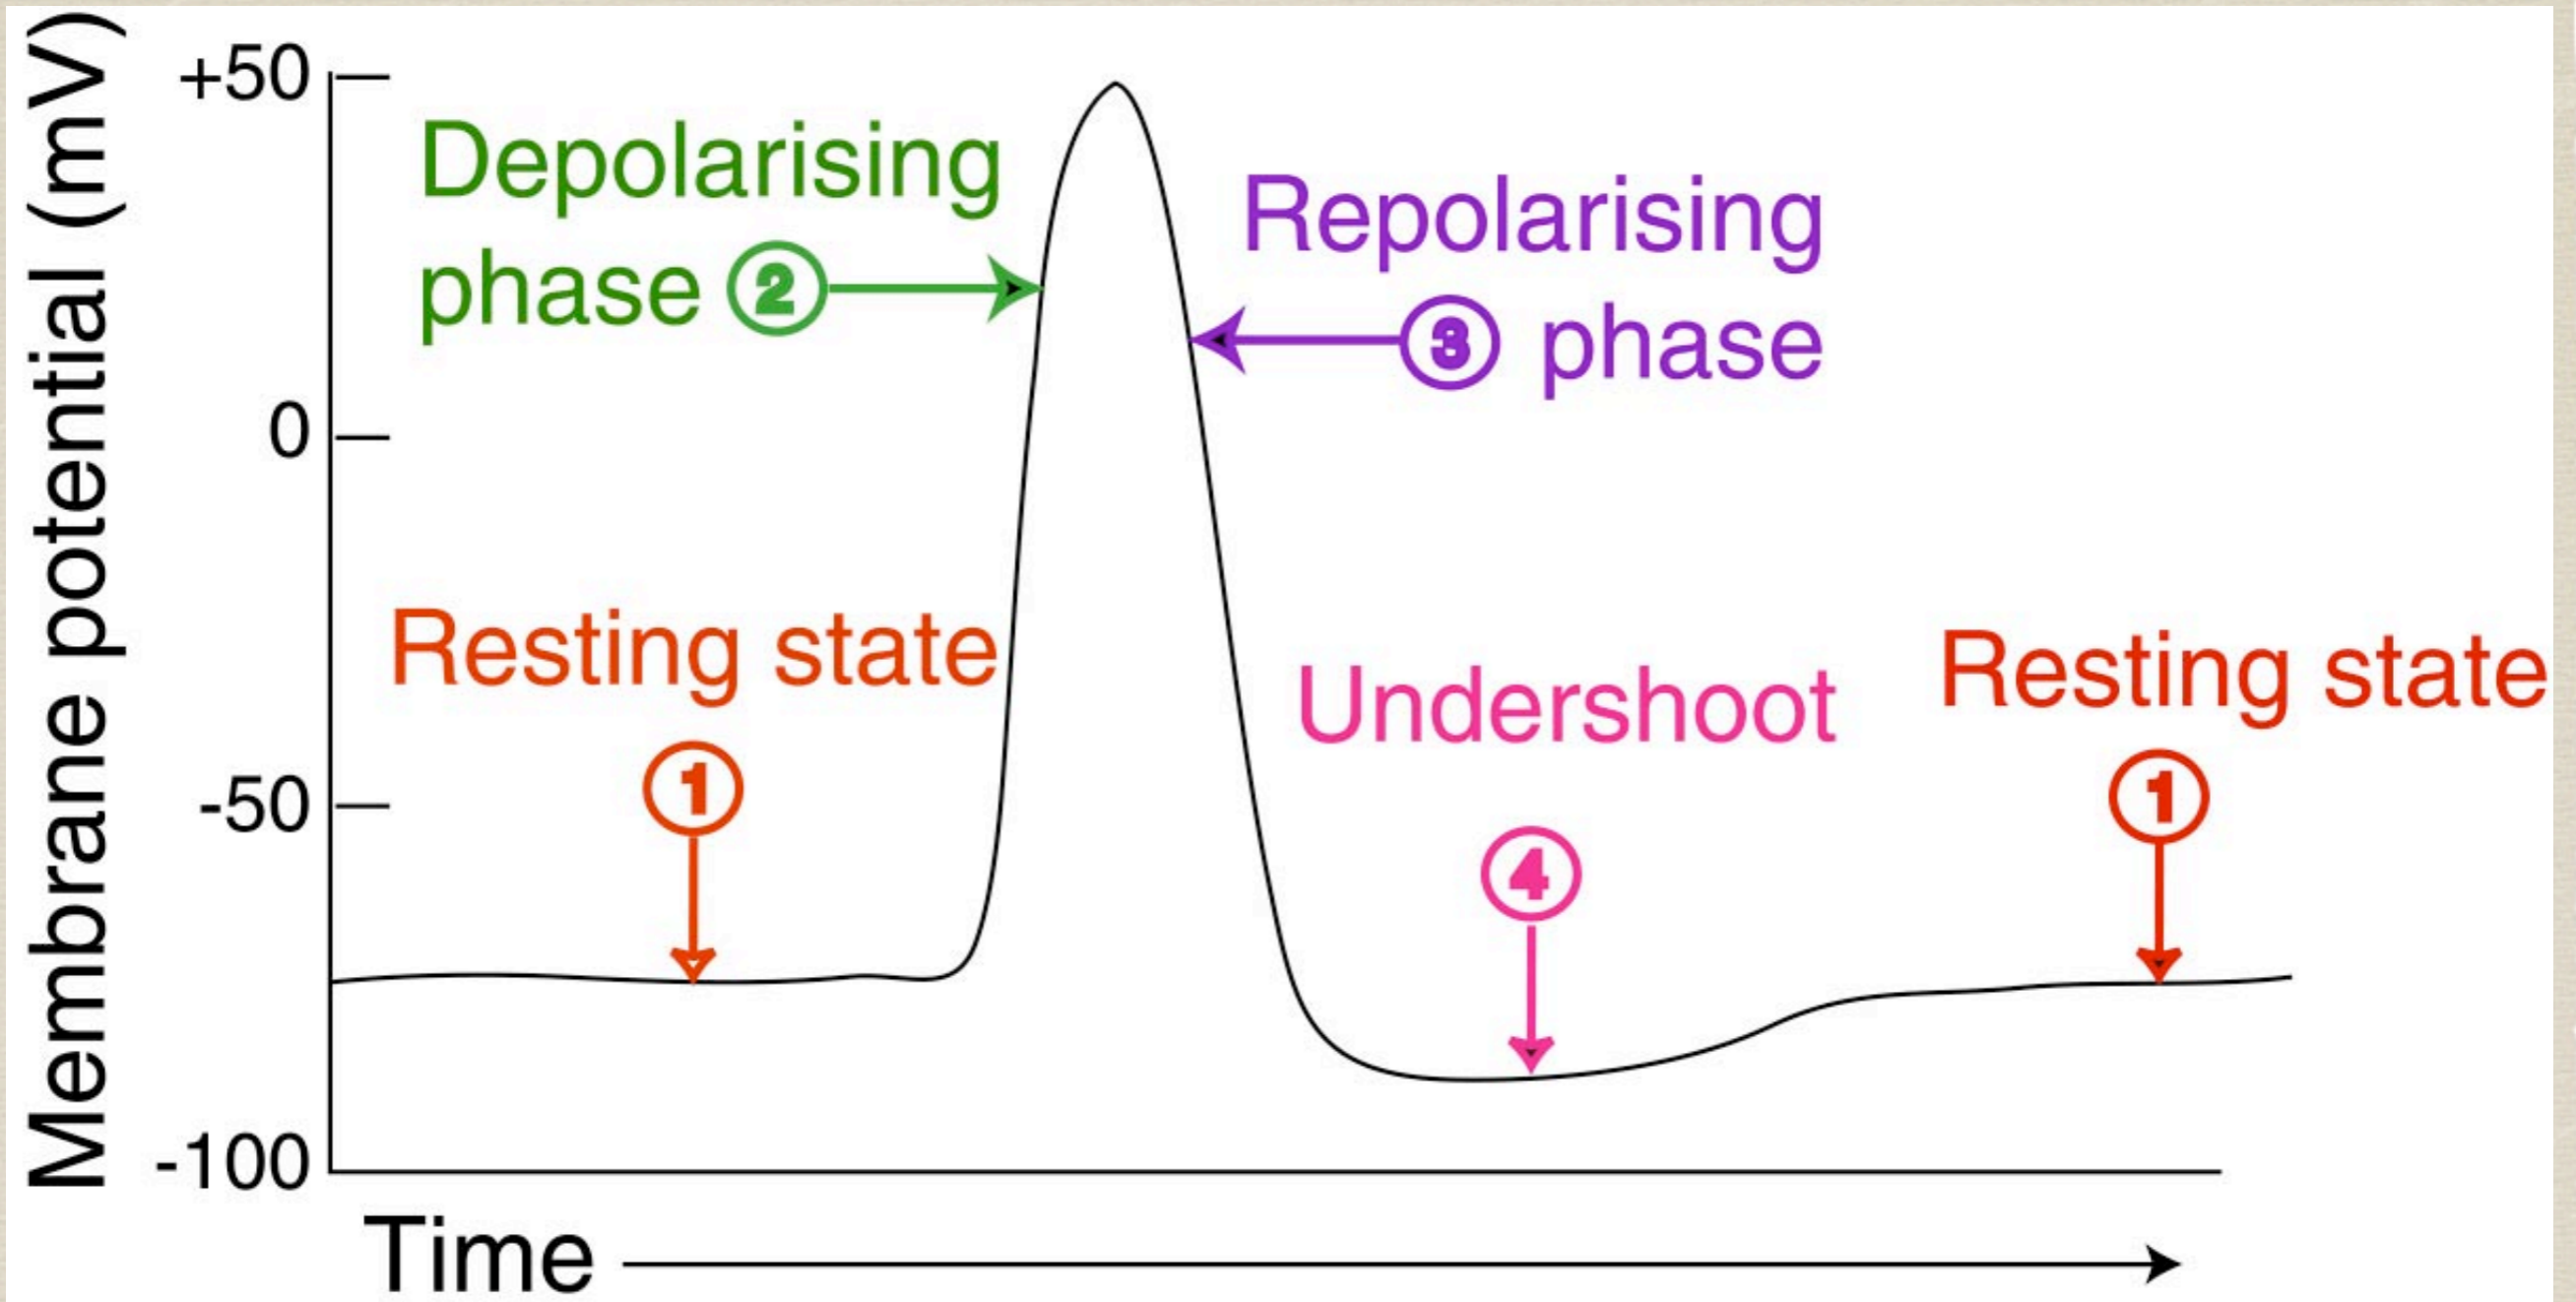 Membrane potential (mV)
+50
0
-50
-100
Depolarising
phase 2
Repolarising
3 phase
Resting state
1
Undershoot
4
Resting state
1
Time